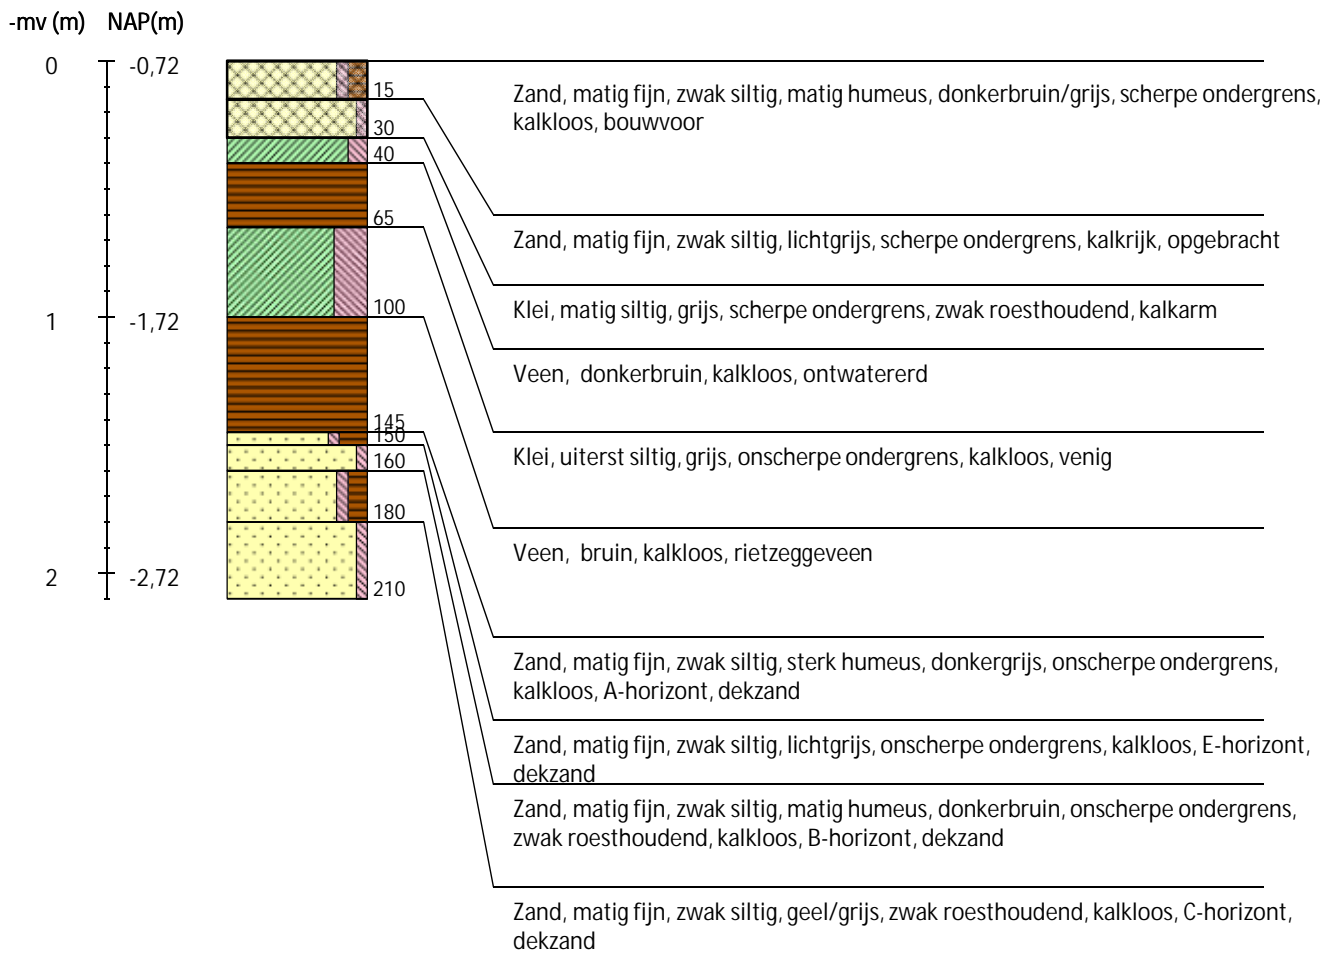 -mv (m) NAP(m)
0 -0,72
15
30
40
65
100
1 -1,72
145
150
160
180
2 -2,72
210
Zand, matig fijn, zwak siltig, matig humeus, donkerbruin/grijs, scherpe ondergrens,
kalkloos, bouwvoor
Zand, matig fijn, zwak siltig, lichtgrijs, scherpe ondergrens, kalkrijk, opgebracht
Klei, matig siltig, grijs, scherpe ondergrens, zwak roesthoudend, kalkarm
Veen, donkerbruin, kalkloos, ontwatererd
Klei, uiterst siltig, grijs, onscherpe ondergrens, kalkloos, venig
Veen, bruin, kalkloos, rietzeggeveen
Zand, matig fijn, zwak siltig, sterk humeus, donkergrijs, onscherpe ondergrens,
kalkloos, A-horizont, dekzand
Zand, matig fijn, zwak siltig, lichtgrijs, onscherpe ondergrens, kalkloos, E-horizont,
dekzand
Zand, matig fijn, zwak siltig, matig humeus, donkerbruin, onscherpe ondergrens,
zwak roesthoudend, kalkloos, B-horizont, dekzand
Zand, matig fijn, zwak siltig, geel/grijs, zwak roesthoudend, kalkloos, C-horizont,
dekzand